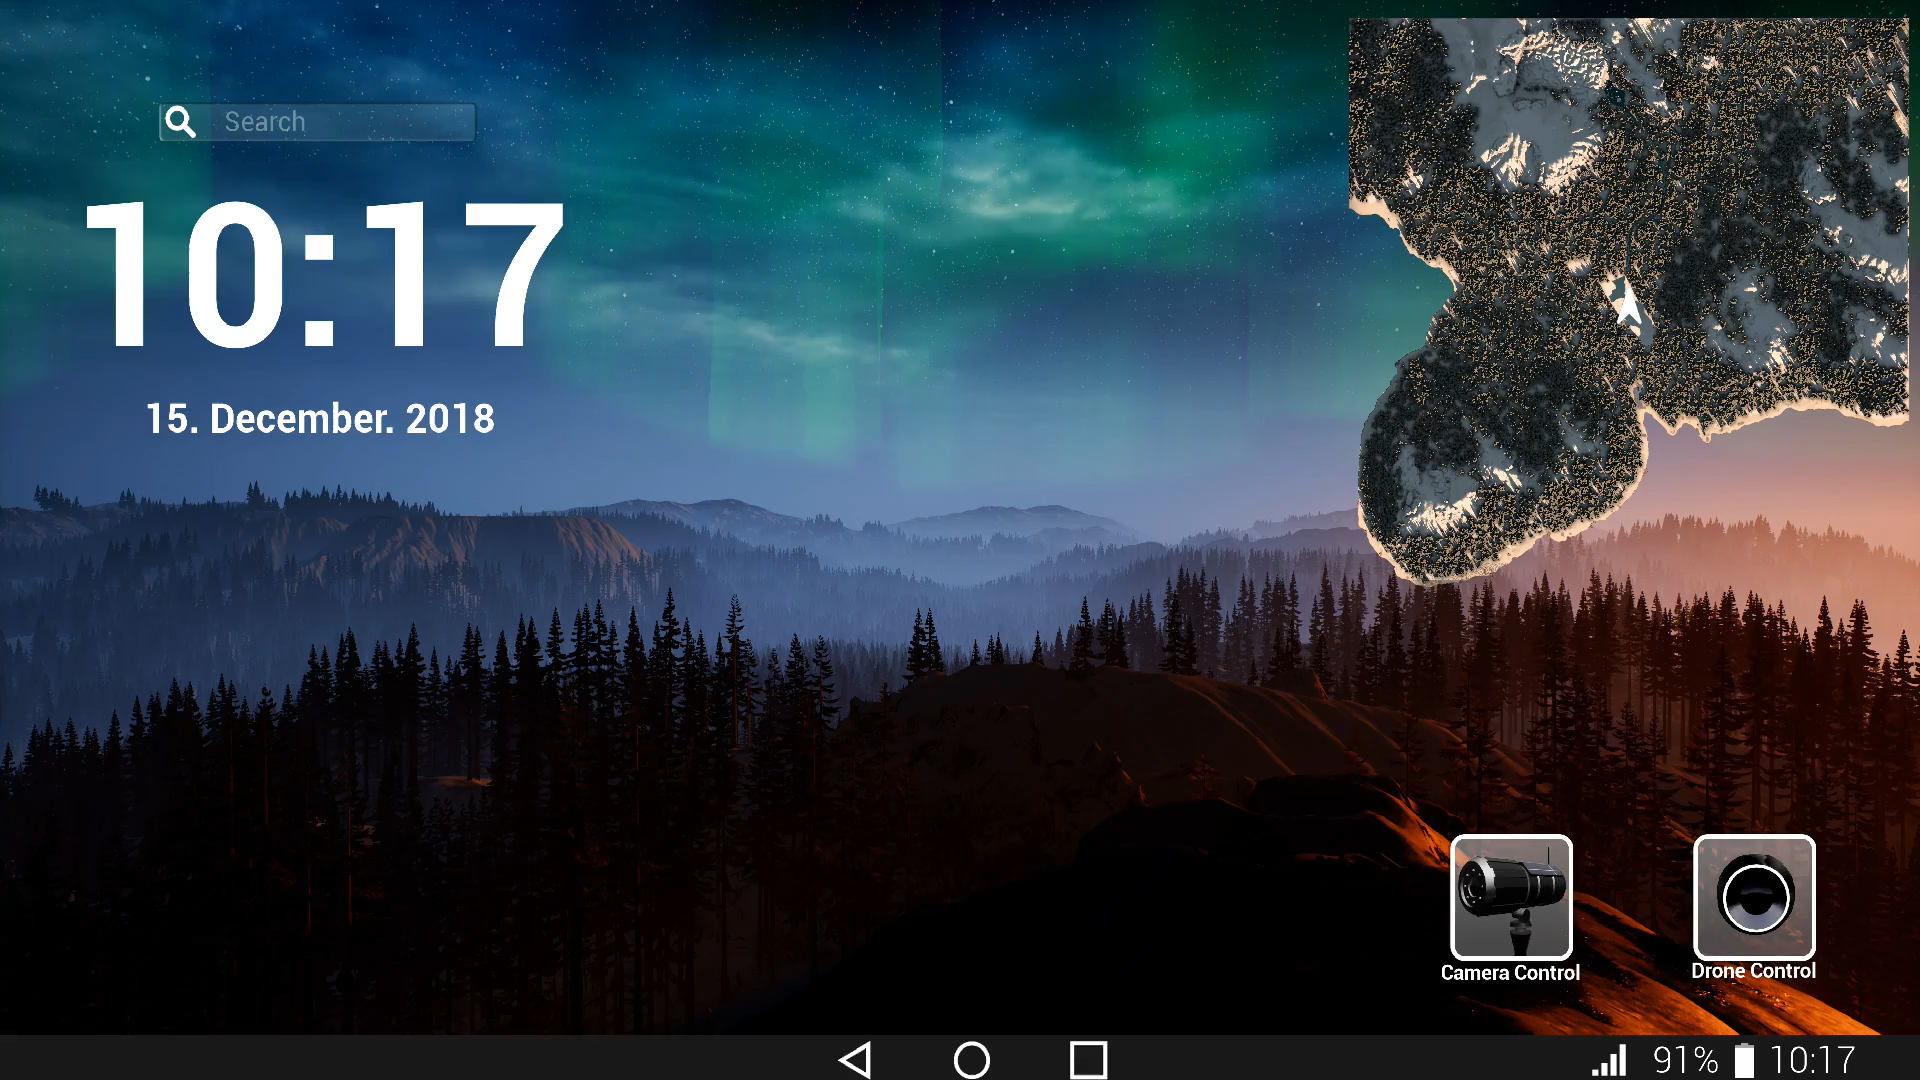 Search
10:17
15. December. 2018
Camera Control
Drone Control
91%
10:17